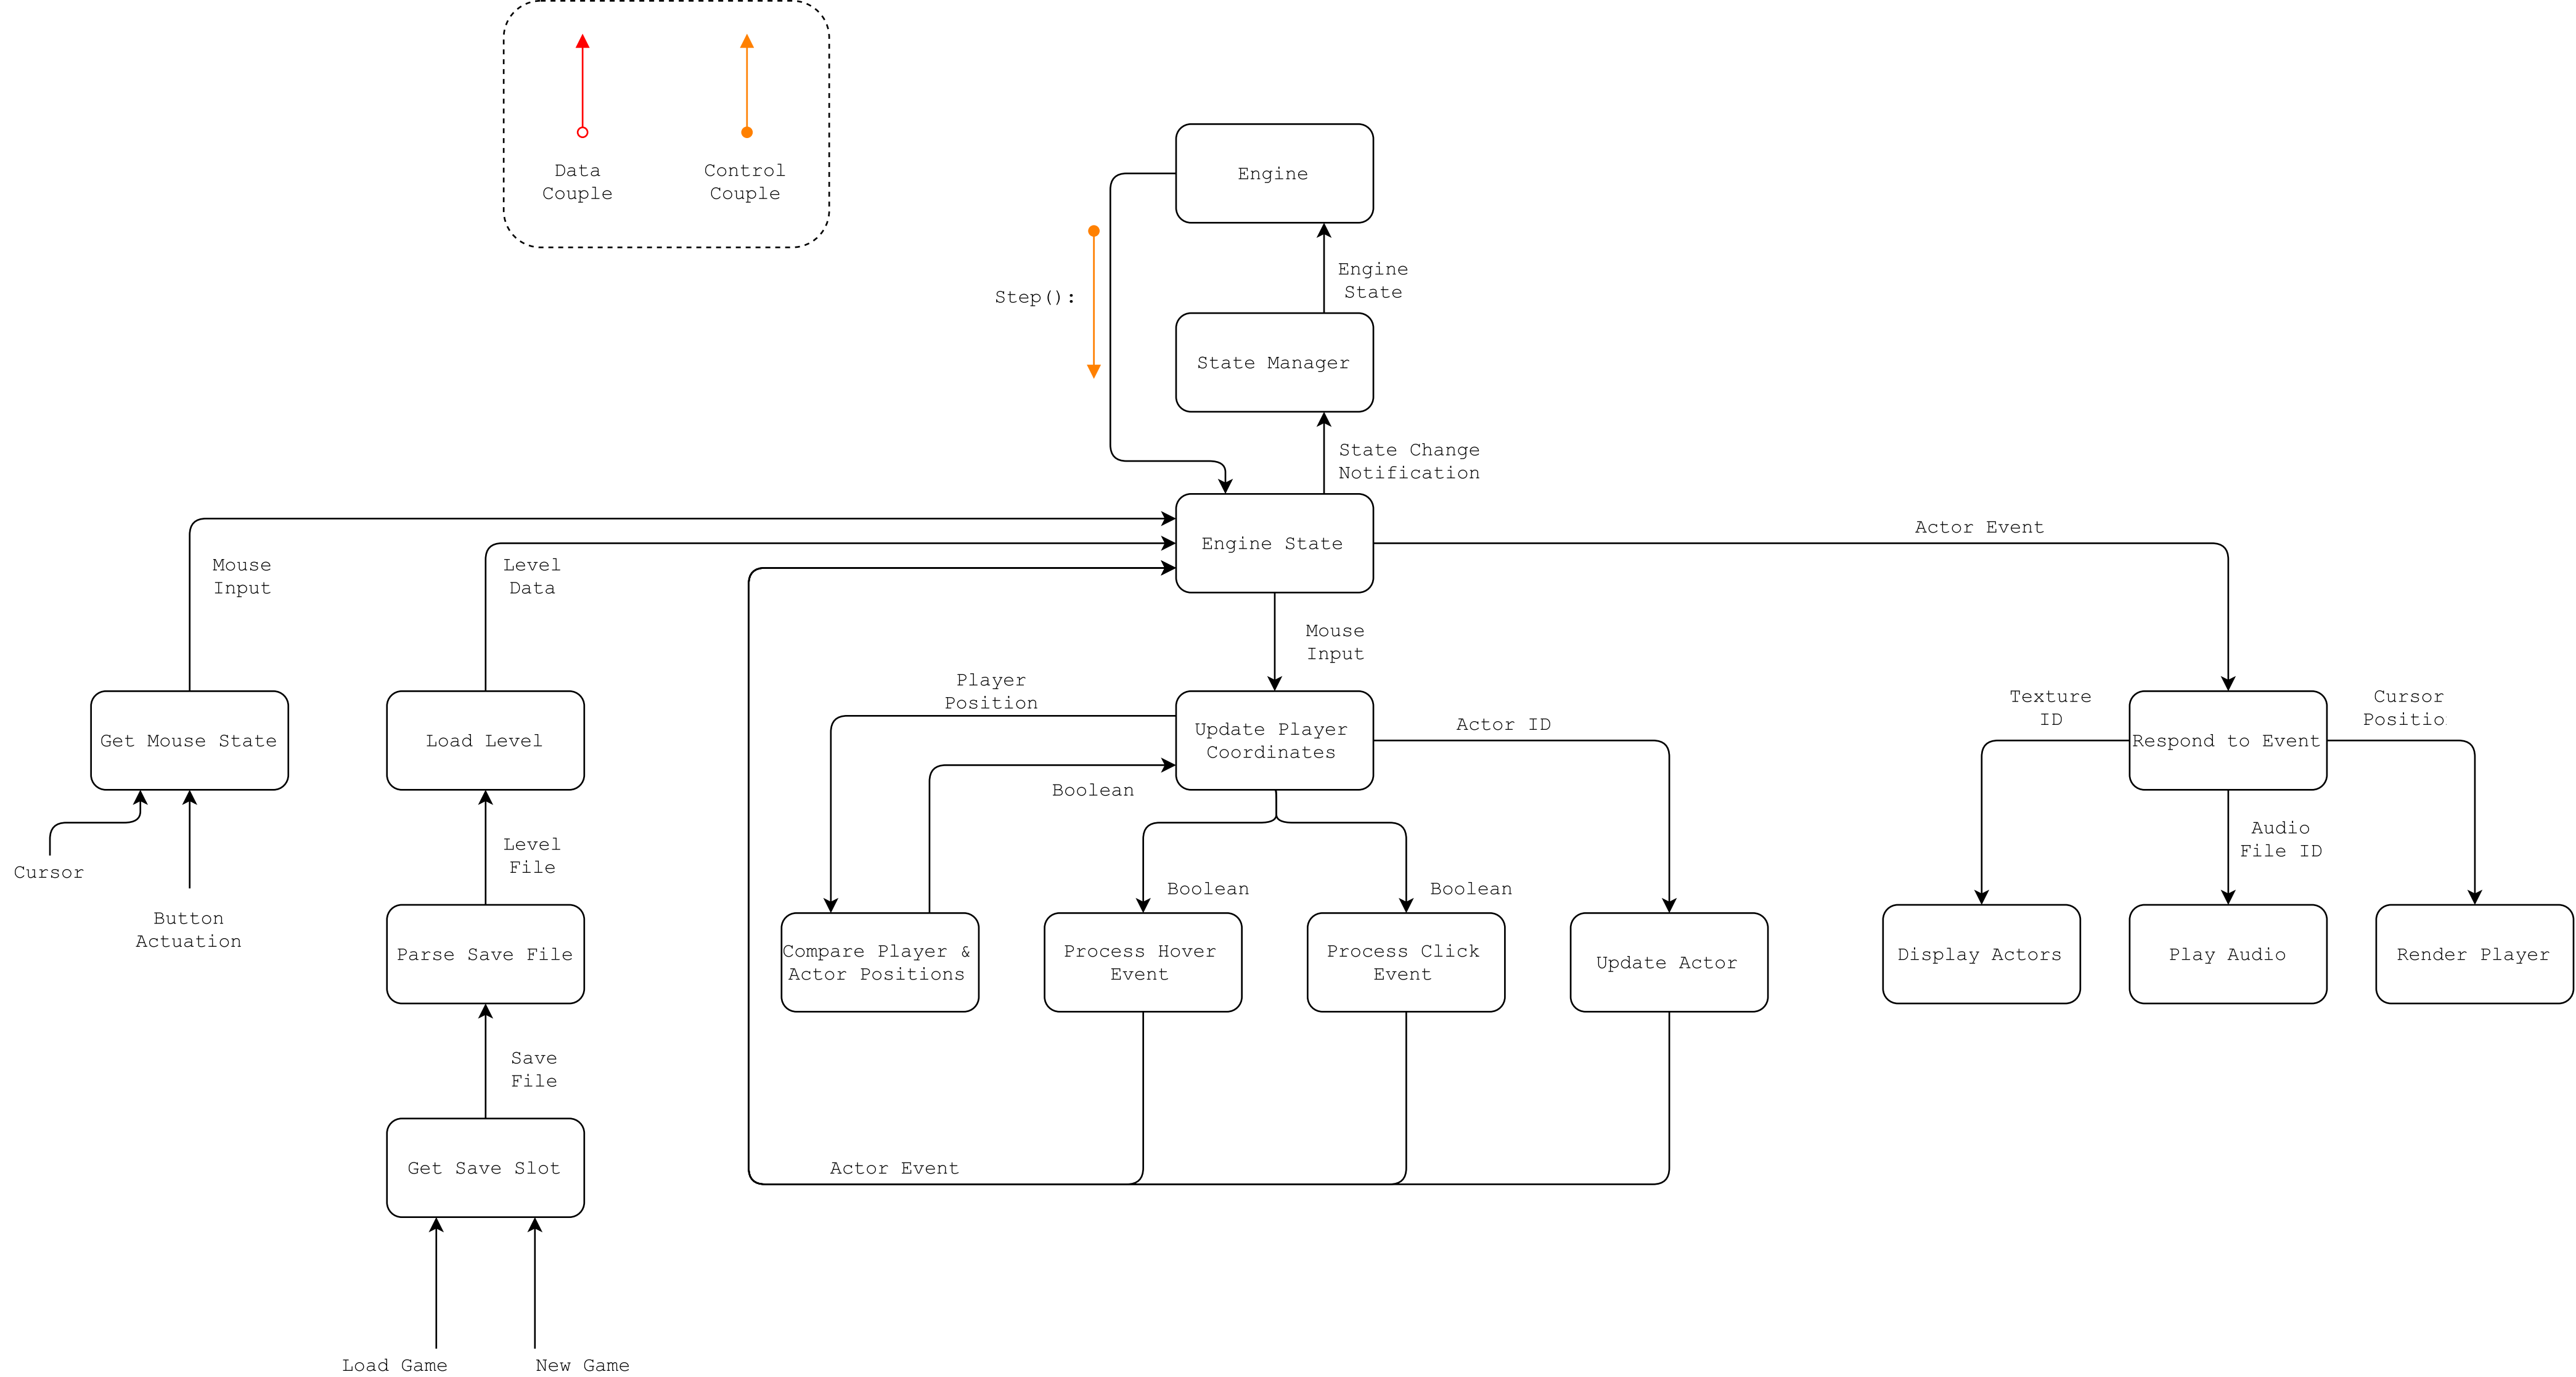 Data
Couple
Control
Couple
Engine
Step():
Engine
State
State Manager
State Change
Notification
Engine State
Actor Event
Mouse
Input
Level
Data
Mouse
Input
Player
Position
Texture
ID
Cursor
Positio
Get Mouse State
Load Level
Update Player
Coordinates
Actor ID
Respond to Event
Boolean
Audio
File ID
Level
File
Cursor
Boolean
Boolean
Button
Actuation
Parse Save File
Compare Player &
Actor Positions
Process Hover
Event
Process Click
Event
Update Actor
Display Actors
Play Audio
Render Player
Save
File
Get Save Slot
Actor Event
Load Game
New Game